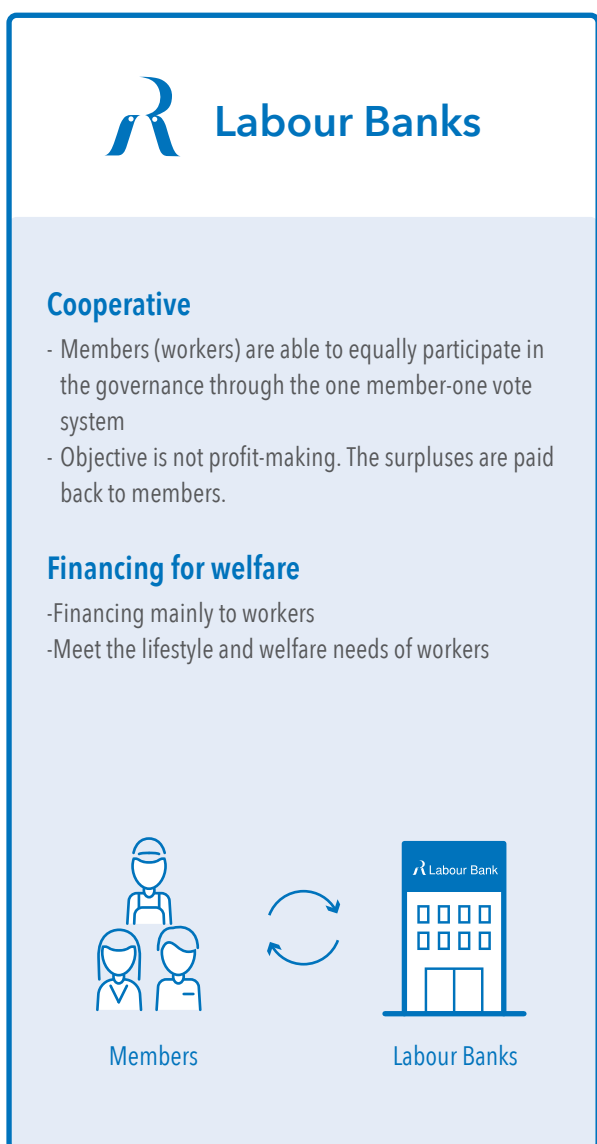 Labour Banks
Cooperative
- Members (workers) are able to equally participate in
the governance through the one member-one vote
system
- Objective is not profit-making. The surpluses are paid
back to members.
Financing for welfare
-Financing mainly to workers
-Meet the lifestyle and welfare needs of workers
Labour Bank
Members
Labour Banks